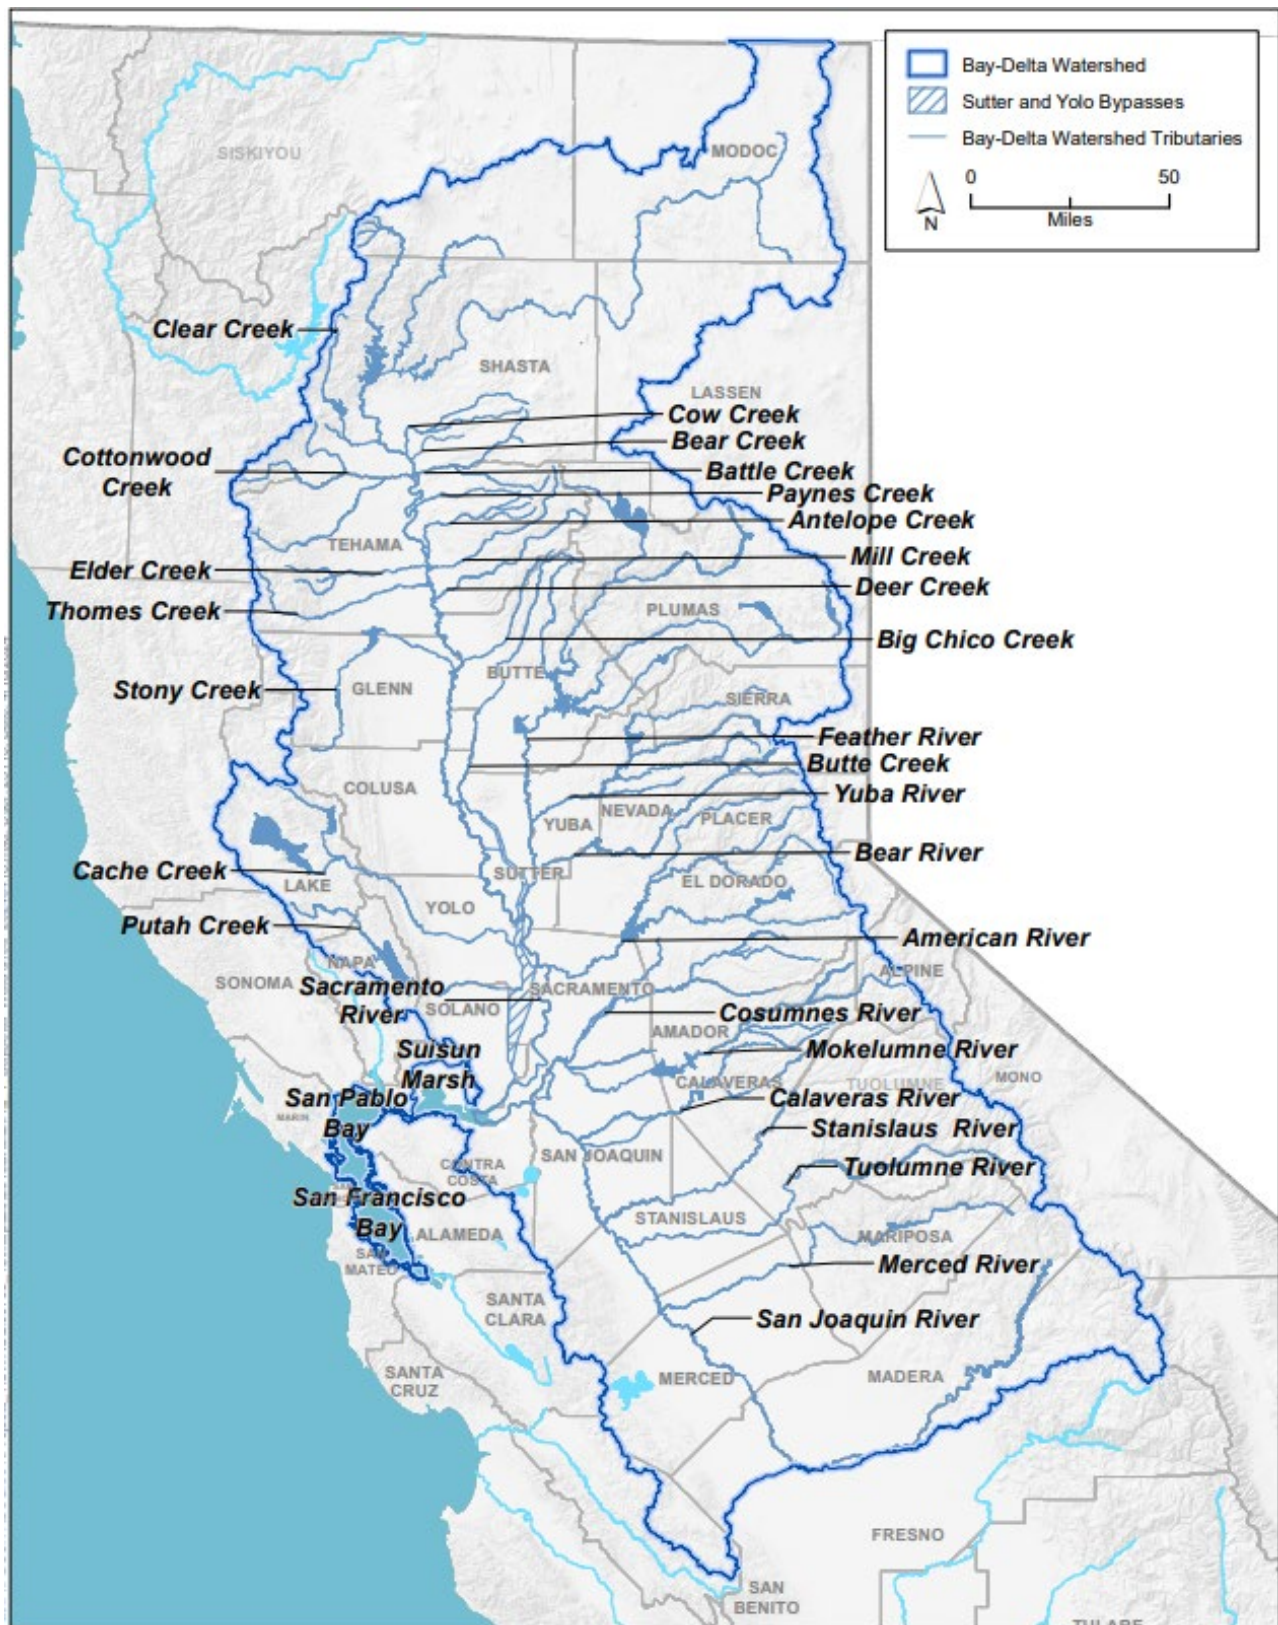 Bay-Delta Watershed
Sutter and Yolo Bypasses
Bay-Delta Watershed Tributaries
0 50
Miles
N
SISKIYOU
MODOC
Clear Creek
SHASTA
LASSEN
Cow Creek
Bear Creek
Cottonwood
Creek
Battle Creek
Paynes Creek
Antelope Creek
TEHAMA
Mill Creek
Elder Creek
Deer Creek
Thomes Creek
PLUMAS
Big Chico Creek
BUTTE
Stony Creek
GLENN
SIERRA
Feather River
Butte Creek
COLUSA
Yuba River
NEVADA
YUBA
PLACER
Bear River
Cache Creek
SUTTER
LAKE
EL DORADO
YOLO
Putah Creek
American River
NAPA
SONOMA
ALPINE
Sacramento
River
SACRAMENTO
SOLANO
Cosumnes River
AMADOR
Suisun
Marsh
Mokelumne River
CALAVERAS
TUOLUMNE
MONO
San Pablo
Bay
MARIN
Calaveras River
Stanislaus River
SAN JOAQUIN
CONTRA
COSTA
Tuolumne River
San Francisco
Bay
STANISLAUS
ALAMEDA
MARIPOSA
SAN
MATEO
Merced River
SANTA
CLARA
San Joaquin River
SANTA
CRUZ
MERCED
MADERA
FRESNO
SAN
BENITO
TULARE